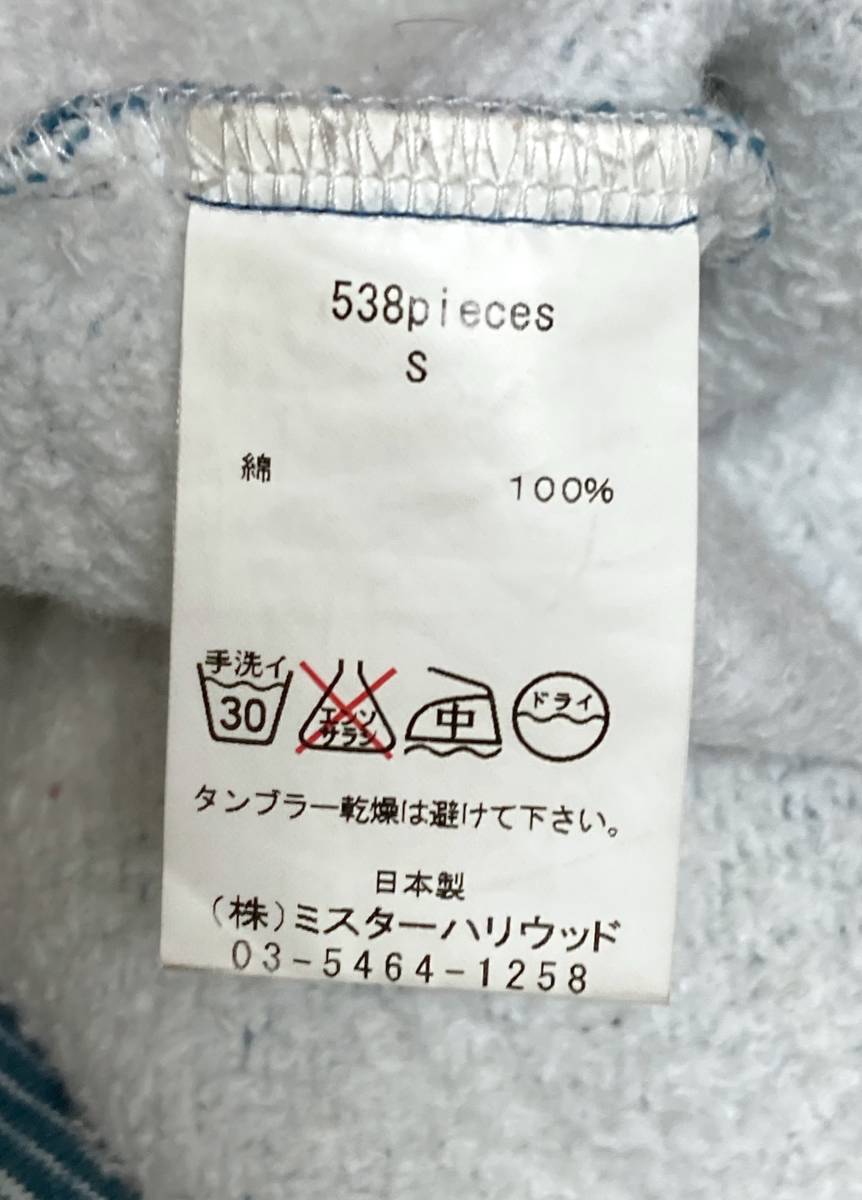 538pieces
S
綿 100%
手洗イ
30
エンソ
サラシ
中
ドライ
タンブラー乾燥は避けて下さい。
日本製
(株)ミスターハリウッド
03-5464-1258